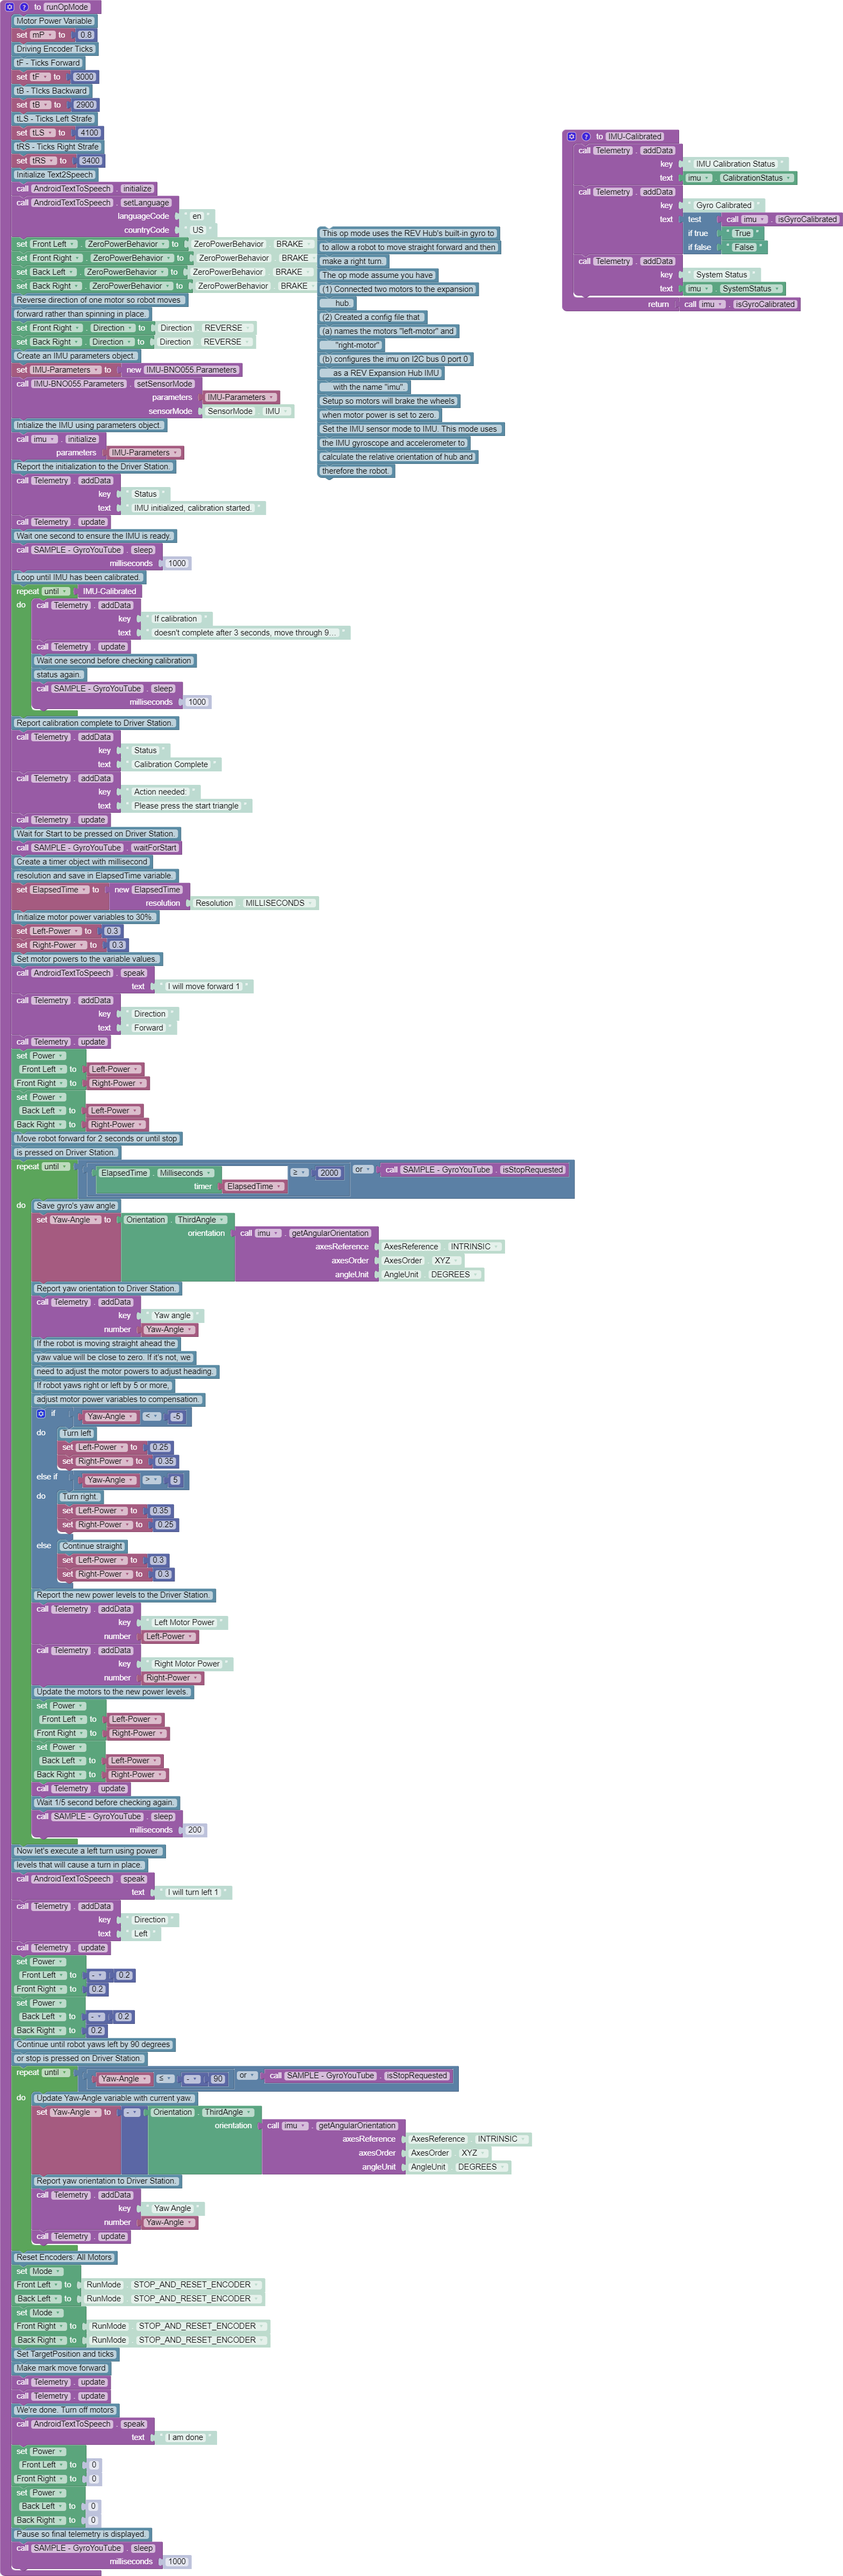 to runOpMode
Motor Power Variable
set mP to 0.8
Driving Encoder Ticks
tF - Ticks Forward
set tF to 3000
tB - TIcks Backward
set tB to 2900
tLS - Ticks Left Strafe
set tLS to 4100
tRS - Ticks Right Strafe
set tRS to 3400
Initialize Text2Speech
call AndroidTextToSpeech . initialize
call AndroidTextToSpeech . setLanguage
languageCode " en "
countryCode " US "
set Front Left . ZeroPowerBehavior to ZeroPowerBehavior BRAKE
set Front Right . ZeroPowerBehavior to ZeroPowerBehavior BRAKE
set Back Left . ZeroPowerBehavior to ZeroPowerBehavior BRAKE
set Back Right . ZeroPowerBehavior to ZeroPowerBehavior BRAKE
Reverse direction of one motor so robot moves
forward rather than spinning in place.
set Front Right . Direction to Direction REVERSE
set Back Right . Direction to Direction REVERSE
Create an IMU parameters object.
set IMU-Parameters to new IMU-BNO055.Parameters
call IMU-BNO055.Parameters . setSensorMode
parameters IMU-Parameters
sensorMode SensorMode IMU
Intialize the IMU using parameters object.
call imu . initialize
parameters IMU-Parameters
Report the initialization to the Driver Station.
call Telemetry . addData
key " Status "
text " IMU initialized, calibration started. "
call Telemetry . update
Wait one second to ensure the IMU is ready.
call SAMPLE - GyroYouTube . sleep
milliseconds 1000
Loop until IMU has been calibrated.
repeat until IMU-Calibrated
do call Telemetry . addData
key " If calibration "
text " doesn't complete after 3 seconds, move through 9... "
call Telemetry . update
Wait one second before checking calibration
status again.
call SAMPLE - GyroYouTube . sleep
milliseconds 1000
Report calibration complete to Driver Station.
call Telemetry . addData
key " Status "
text " Calibration Complete "
call Telemetry . addData
key " Action needed: "
text " Please press the start triangle "
call Telemetry . update
Wait for Start to be pressed on Driver Station.
call SAMPLE - GyroYouTube . waitForStart
Create a timer object with millisecond
resolution and save in ElapsedTime variable.
set ElapsedTime to new ElapsedTime
resolution Resolution MILLISECONDS
Initialize motor power variables to 30%.
set Left-Power to 0.3
set Right-Power to 0.3
Set motor powers to the variable values.
call AndroidTextToSpeech . speak
text " I will move forward 1 "
call Telemetry . addData
key " Direction "
text " Forward "
call Telemetry . update
set Power
Front Left to Left-Power
Front Right to Right-Power
set Power
Back Left to Left-Power
Back Right to Right-Power
Move robot forward for 2 seconds or until stop
is pressed on Driver Station.
repeat until ElapsedTime . Milliseconds ≥ 2000 or call SAMPLE - GyroYouTube . isStopRequested
timer ElapsedTime
do Save gyro's yaw angle
set Yaw-Angle to Orientation . ThirdAngle
orientation call imu . getAngularOrientation
axesReference AxesReference INTRINSIC
axesOrder AxesOrder XYZ
angleUnit AngleUnit DEGREES
Report yaw orientation to Driver Station.
call Telemetry . addData
key " Yaw angle "
number Yaw-Angle
If the robot is moving straight ahead the
yaw value will be close to zero. If it's not, we
need to adjust the motor powers to adjust heading.
If robot yaws right or left by 5 or more,
adjust motor power variables to compensation.
if Yaw-Angle < -5
do Turn left
set Left-Power to 0.25
set Right-Power to 0.35
else if Yaw-Angle > 5
do Turn right.
set Left-Power to 0.35
set Right-Power to 0.25
else Continue straight
set Left-Power to 0.3
set Right-Power to 0.3
Report the new power levels to the Driver Station.
call Telemetry . addData
key " Left Motor Power "
number Left-Power
call Telemetry . addData
key " Right Motor Power "
number Right-Power
Update the motors to the new power levels.
set Power
Front Left to Left-Power
Front Right to Right-Power
set Power
Back Left to Left-Power
Back Right to Right-Power
call Telemetry . update
Wait 1/5 second before checking again.
call SAMPLE - GyroYouTube . sleep
milliseconds 200
Now let's execute a left turn using power
levels that will cause a turn in place.
call AndroidTextToSpeech . speak
text " I will turn left 1 "
call Telemetry . addData
key " Direction "
text " Left "
call Telemetry . update
set Power
Front Left to - 0.2
Front Right to 0.2
set Power
Back Left to - 0.2
Back Right to 0.2
Continue until robot yaws left by 90 degrees
or stop is pressed on Driver Station.
repeat until Yaw-Angle ≤ - 90 or call SAMPLE - GyroYouTube . isStopRequested
do Update Yaw-Angle variable with current yaw.
set Yaw-Angle to - Orientation . ThirdAngle
orientation call imu . getAngularOrientation
axesReference AxesReference INTRINSIC
axesOrder AxesOrder XYZ
angleUnit AngleUnit DEGREES
Report yaw orientation to Driver Station.
call Telemetry . addData
key " Yaw Angle "
number Yaw-Angle
call Telemetry . update
Reset Encoders: All Motors
set Mode
Front Left to RunMode STOP_AND_RESET_ENCODER
Back Left to RunMode STOP_AND_RESET_ENCODER
set Mode
Front Right to RunMode STOP_AND_RESET_ENCODER
Back Right to RunMode STOP_AND_RESET_ENCODER
Set TargetPosition and ticks
Make mark move forward
call Telemetry . update
call Telemetry . update
We're done. Turn off motors
call AndroidTextToSpeech . speak
text " I am done "
set Power
Front Left to 0
Front Right to 0
set Power
Back Left to 0
Back Right to 0
Pause so final telemetry is displayed.
call SAMPLE - GyroYouTube . sleep
milliseconds 1000
This op mode uses the REV Hub's built-in gyro to
to allow a robot to move straight forward and then
make a right turn.
The op mode assume you have
(1) Connected two motors to the expansion
hub.
(2) Created a config file that
(a) names the motors "left-motor" and
"right-motor"
(b) configures the imu on I2C bus 0 port 0
as a REV Expansion Hub IMU
with the name "imu".
Setup so motors will brake the wheels
when motor power is set to zero.
Set the IMU sensor mode to IMU. This mode uses
the IMU gyroscope and accelerometer to
calculate the relative orientation of hub and
therefore the robot.
to IMU-Calibrated
call Telemetry . addData
key " IMU Calibration Status "
text imu . CalibrationStatus
call Telemetry . addData
key " Gyro Calibrated "
text test call imu . isGyroCalibrated
if true " True "
if false " False "
call Telemetry . addData
key " System Status "
text imu . SystemStatus
return call imu . isGyroCalibrated